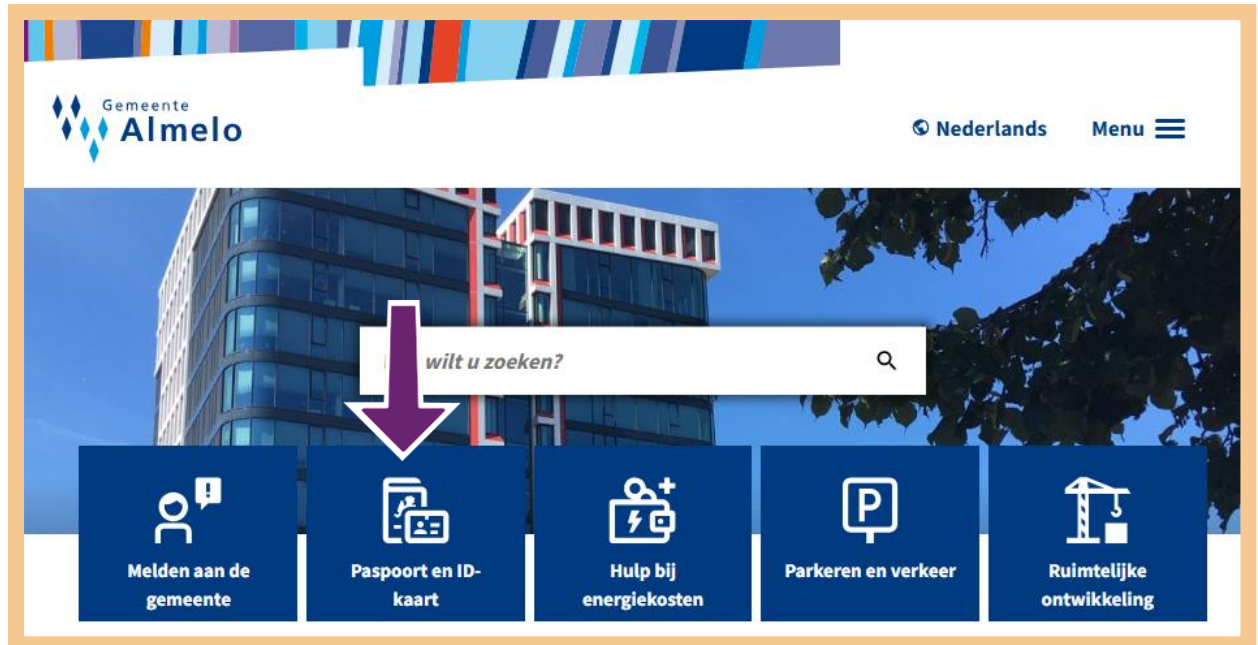 Gemeente
Almelo
Nederlands
Menu
wilt u zoeken?
P
Melden aan de
gemeente
Paspoort en ID-
kaart
Hulp bij
energiekosten
Parkeren en verkeer
Ruimtelijke
ontwikkeling